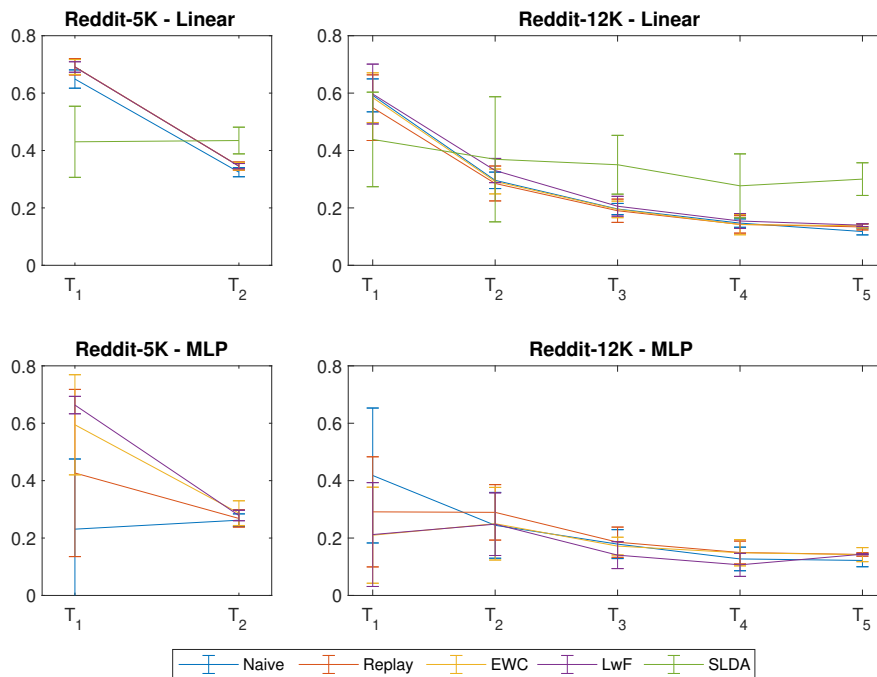 Reddit-5K - Linear
0.8
0.6
0.4
0.2
0
T1
T2
Reddit-12K - Linear
0.8
0.6
0.4
0.2
0
T1
T2
T3
T4
T5
Reddit-5K - MLP
0.8
0.6
0.4
0.2
0
T1
T2
Reddit-12K - MLP
0.8
0.6
0.4
0.2
0
T1
T2
T3
T4
T5
Naive Replay EWC LwF SLDA